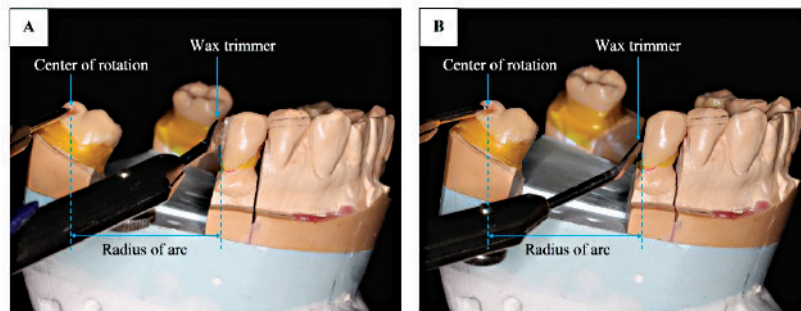 A
Wax trimmer
Center of rotation
Radius of arc
B
Wax trimmer
Center of rotation
Radius of arc